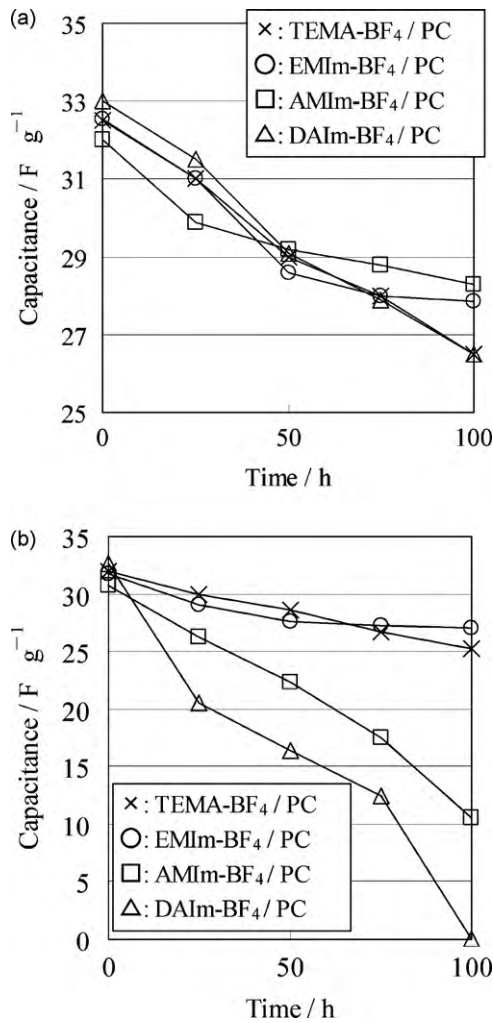 (a)
35
33
31
29
27
25
Capacitance / F g⁻¹
×: TEMA-BF₄ / PC
○: EMIm-BF₄ / PC
□: AMIm-BF₄ / PC
△: DAIm-BF₄ / PC
0 50 100
Time / h
(b)
35
30
25
20
15
10
5
0
Capacitance / F g⁻¹
×: TEMA-BF₄ / PC
○: EMIm-BF₄ / PC
□: AMIm-BF₄ / PC
△: DAIm-BF₄ / PC
0 50 100
Time / h